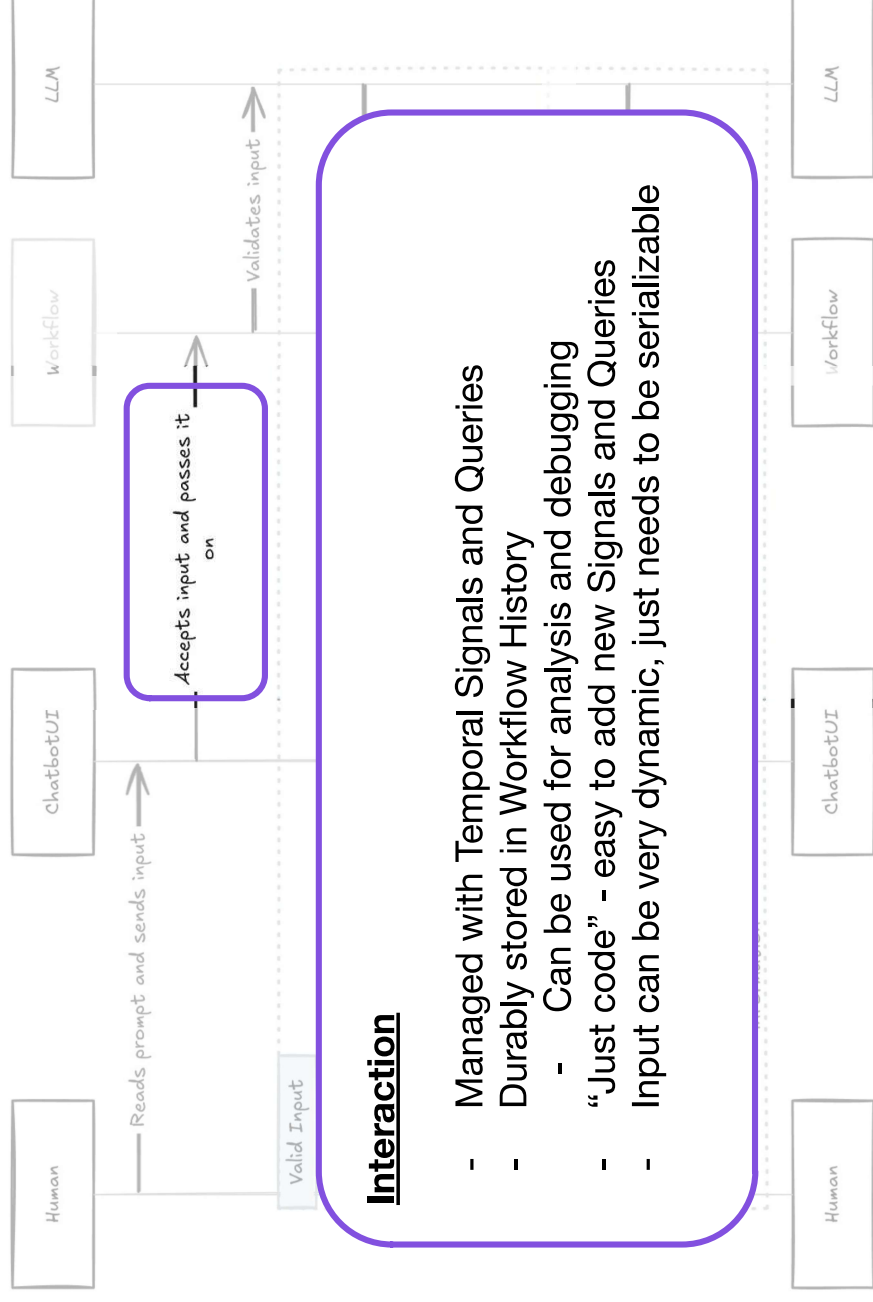 Human
ChatbotUI
Workflow
LLM
Reads prompt and sends input
Accepts input and passes it
on
Validates input
Valid Input
Interaction
- Managed with Temporal Signals and Queries
- Durably stored in Workflow History
- Can be used for analysis and debugging
- “Just code” - easy to add new Signals and Queries
- Input can be very dynamic, just needs to be serializable
Human
ChatbotUI
Workflow
LLM